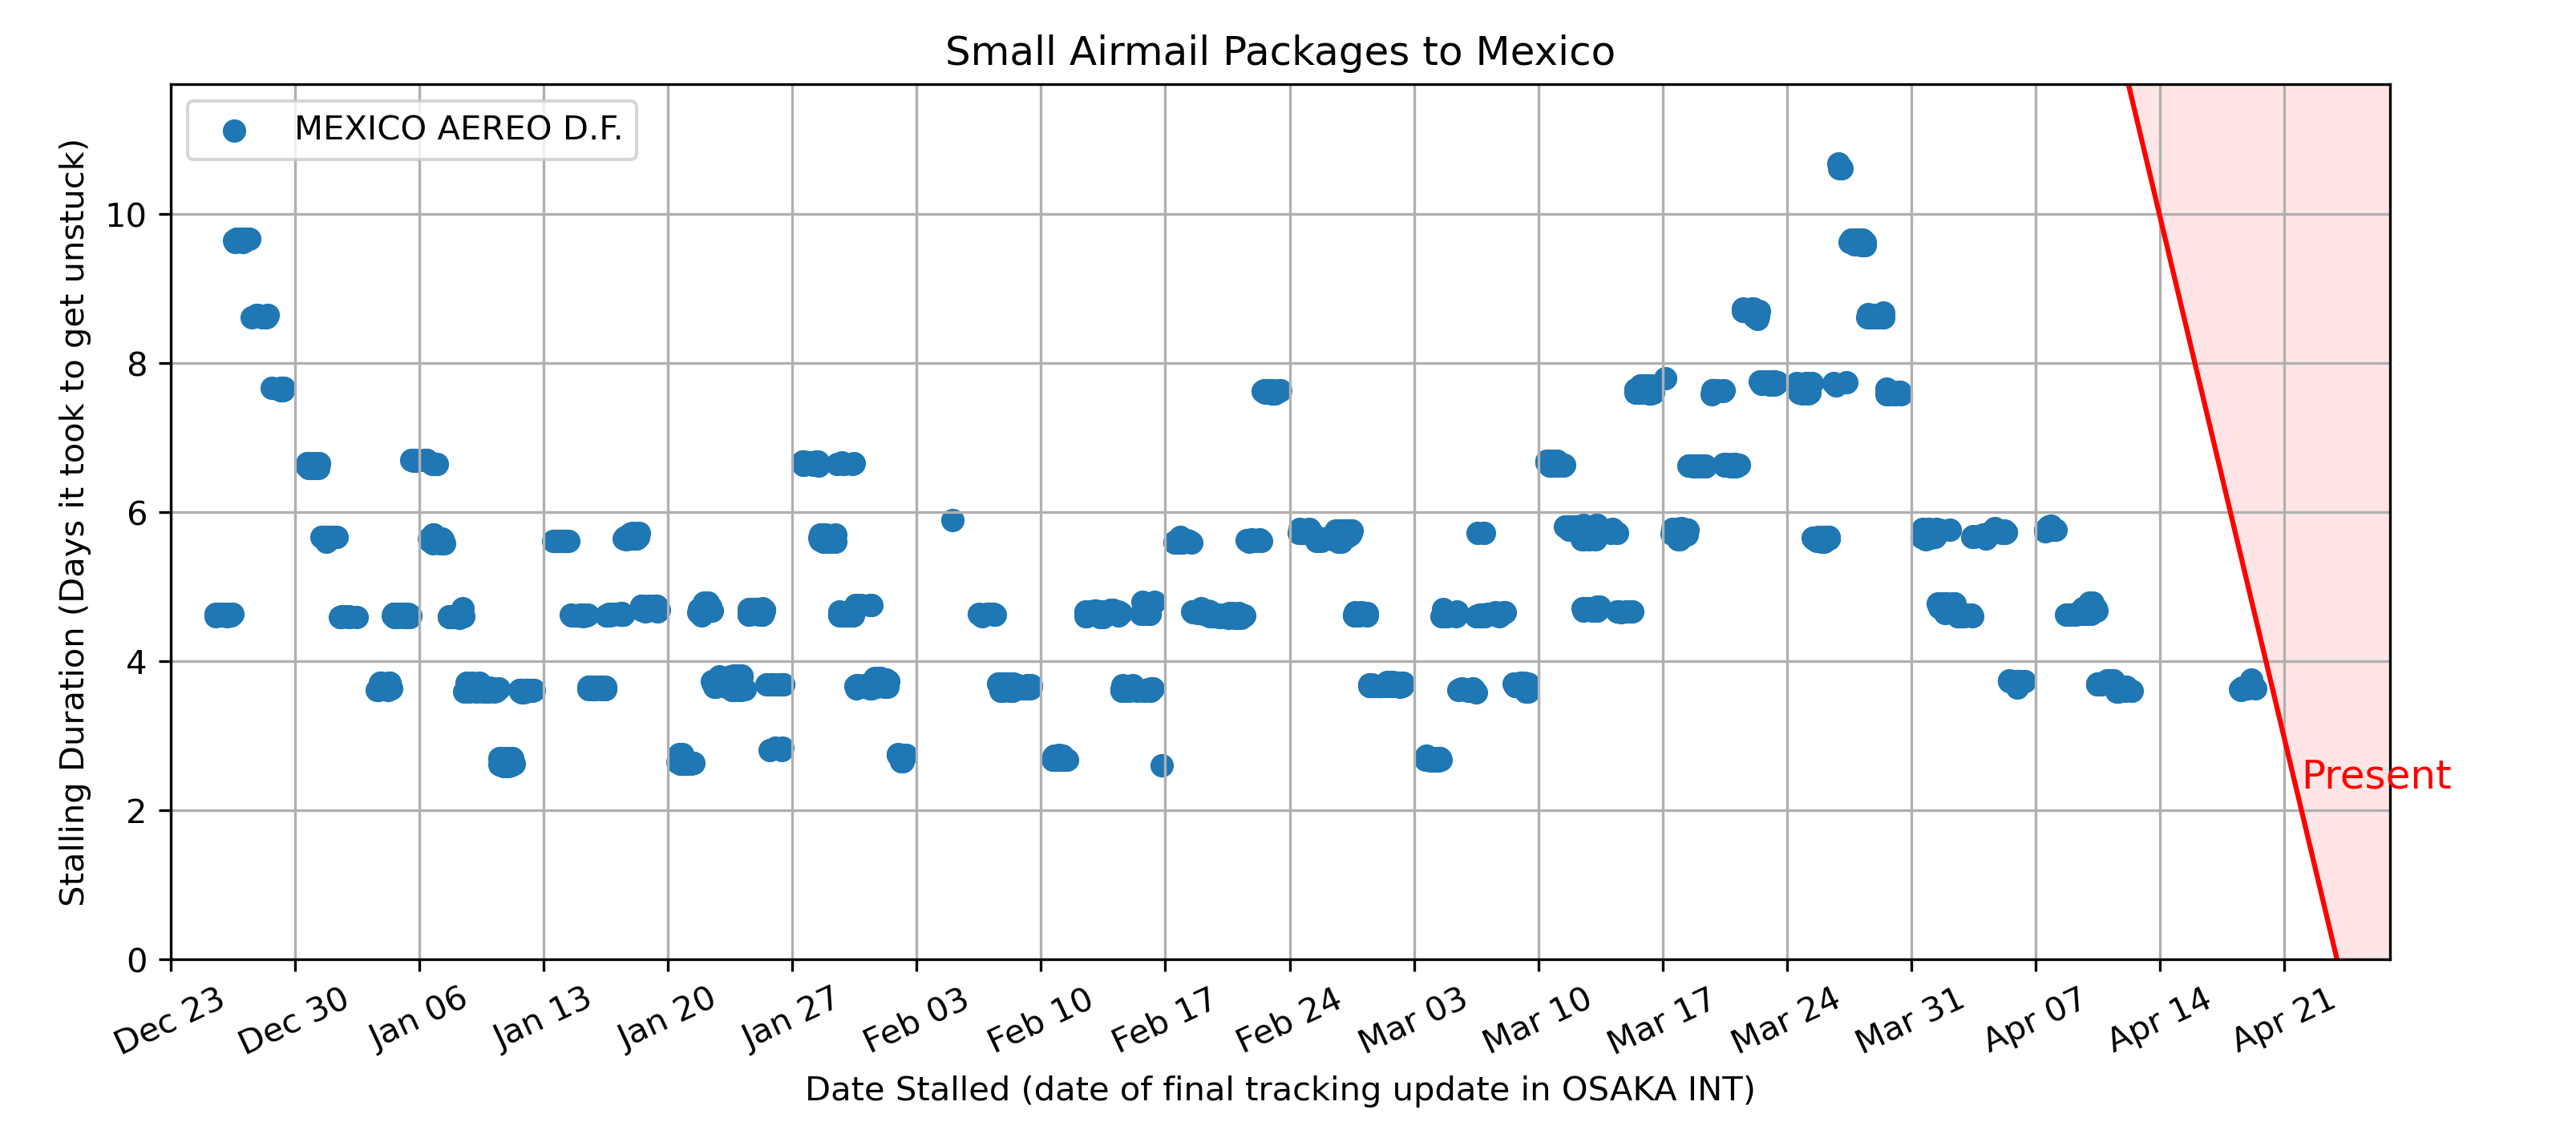 Small Airmail Packages to Mexico
MEXICO AEREO D.F.
Stalling Duration (Days it took to get unstuck)
10
8
6
4
2
0
Present
Dec 23
Dec 30
Jan 06
Jan 13
Jan 20
Jan 27
Feb 03
Feb 10
Feb 17
Feb 24
Mar 03
Mar 10
Mar 17
Mar 24
Mar 31
Apr 07
Apr 14
Apr 21
Date Stalled (date of final tracking update in OSAKA INT)